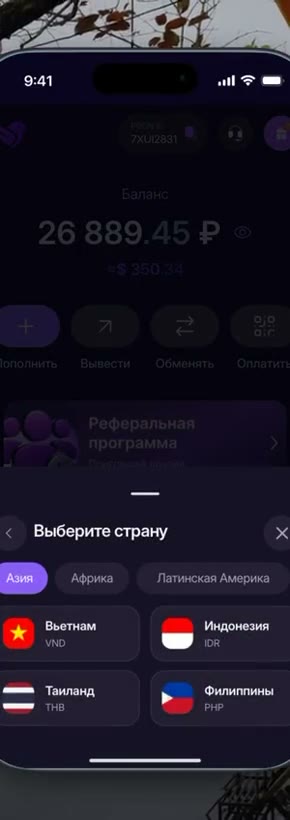 9:41
7XUI2831
Баланс
26 889.45 ₽
≈$ 350.34
Пополнить
Вывести
Обменять
Оплатить
Реферальная
программа
Выберите страну
Азия
Африка
Латинская Америка
Вьетнам
VND
Индонезия
IDR
Таиланд
THB
Филиппины
PHP